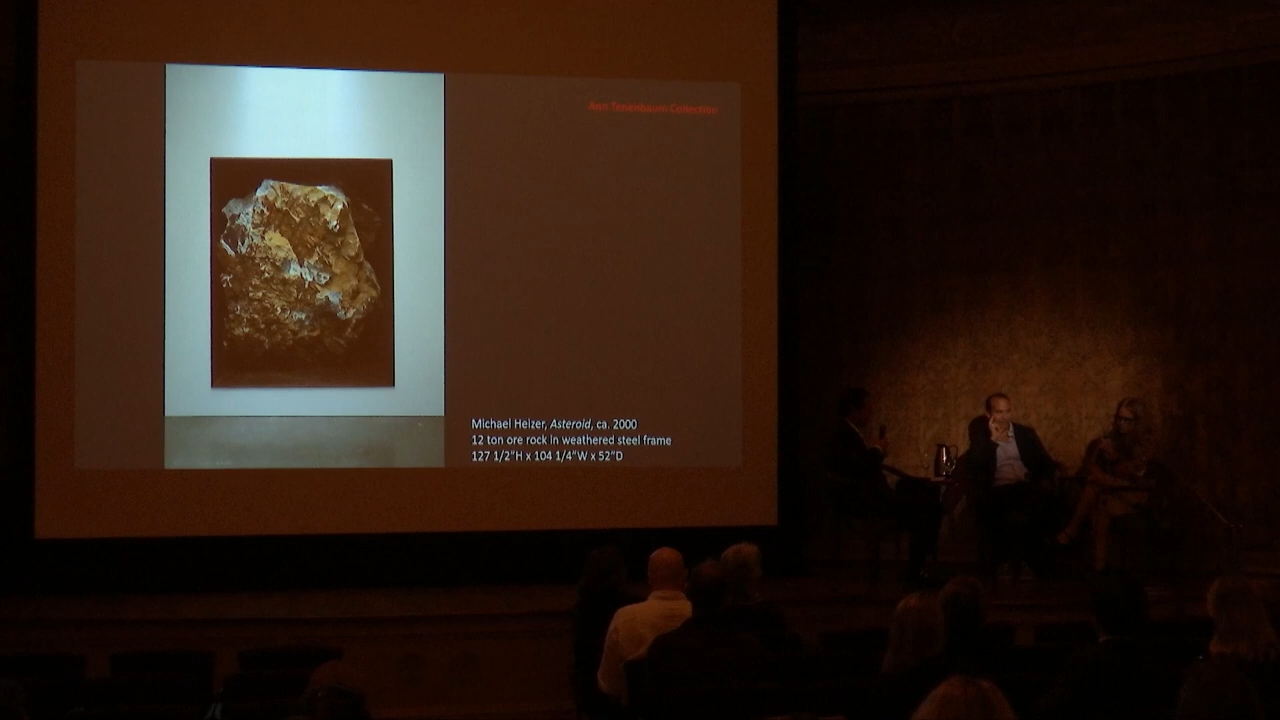 Ann Tenenbaum Collection
Michael Heizer, Asteroid, ca. 2000
12 ton ore rock in weathered steel frame
127 1/2"H x 104 1/4"W x 52"D